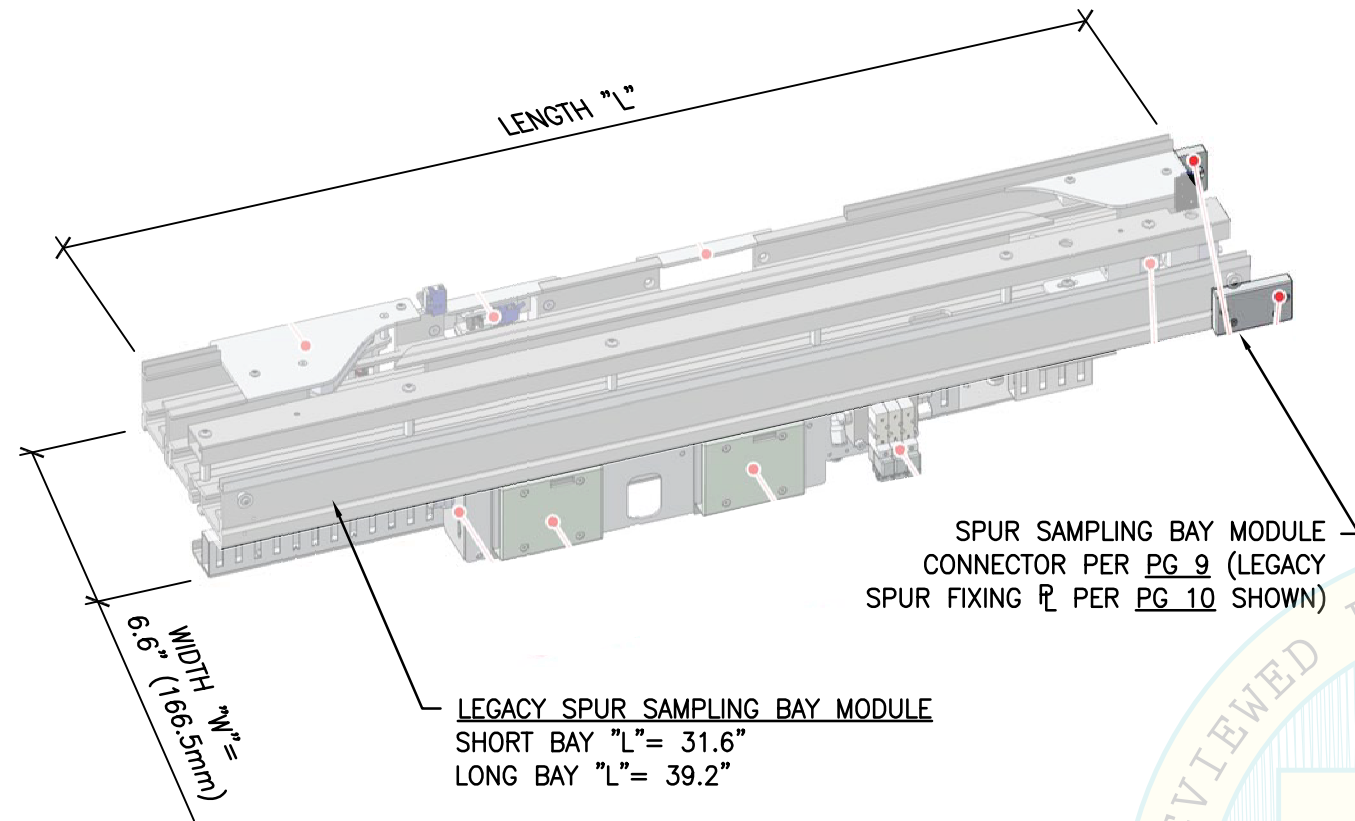 LENGTH "L"
SPUR SAMPLING BAY MODULE
CONNECTOR PER PG 9 (LEGACY
SPUR FIXING ⅊ PER PG 10 SHOWN)
WIDTH "W"=
6.6" (166.5mm)
LEGACY SPUR SAMPLING BAY MODULE
SHORT BAY "L"= 31.6"
LONG BAY "L"= 39.2"
VIEWED